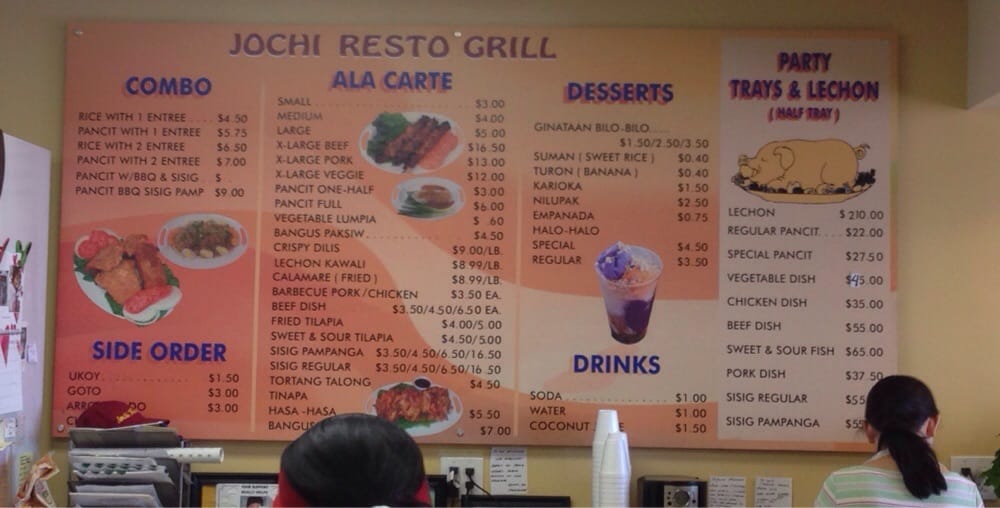 JOCHI RESTO GRILL
COMBO
RICE WITH 1 ENTREE .... $4.50
PANCIT WITH 1 ENTREE $5.75
RICE WITH 2 ENTREE $6.50
PANCIT WITH 2 ENTREE $7.00
PANCIT W/BBQ & SISIG . $ .
PANCIT BBQ SISIG PAMP $9.00
SIDE ORDER
UKOY $1.50
GOTO $3.00
$3.00
ALA CARTE
SMALL $3.00
MEDIUM $4.00
LARGE $5.00
X-LARGE BEEF $16.50
X-LARGE PORK $13.00
X-LARGE VEGGIE $12.00
PANCIT ONE-HALF $3.00
PANCIT FULL $6.00
VEGETABLE LUMPIA $ .60
BANGUS PAKSIW $4.50
CRISPY DILIS $9.00/LB.
LECHON KAWALI $8.99/LB.
CALAMARE ( FRIED ) $8.99/LB.
BARBECUE PORK/CHICKEN $3.50 EA.
BEEF DISH $3.50/4.50/6.50 EA.
FRIED TILAPIA $4.00/5.00
SWEET & SOUR TILAPIA $4.50/5.00
SISIG PAMPANGA $3.50/4.50/6.50/16.50
SISIG REGULAR $3.50/4.50/6.50/16.50
TORTANG TALONG $4.50
TINAPA
HASA -HASA $5.50
BANGUS $7.00
DESSERTS
GINATAAN BILO-BILO.....
$1.50/2.50/3.50
SUMAN ( SWEET RICE ) $0.40
TURON ( BANANA ) $0.40
KARIOKA $1.50
NILUPAK $2.50
EMPANADA $0.75
HALO-HALO
SPECIAL $4.50
REGULAR $3.50
DRINKS
SODA $1.00
WATER $1.00
COCONUT $1.50
PARTY
TRAYS & LECHON
( HALF TRAY )
LECHON $210.00
REGULAR PANCIT $22.00
SPECIAL PANCIT $27.50
VEGETABLE DISH $45.00
CHICKEN DISH $35.00
BEEF DISH $55.00
SWEET & SOUR FISH $65.00
PORK DISH $37.50
SISIG REGULAR
SISIG PAMPANGA